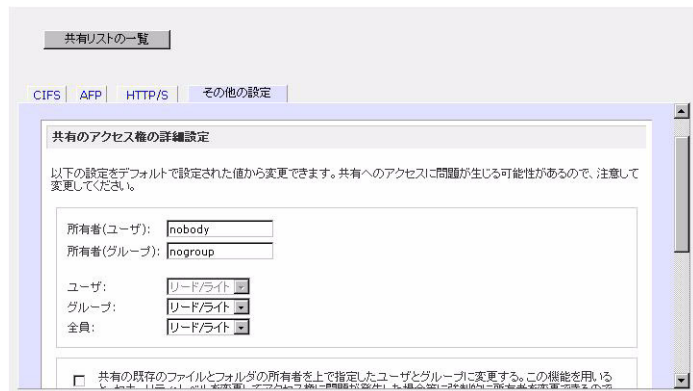 共有リストの一覧
CIFS AFP HTTP/S その他の設定
共有のアクセス権の詳細設定
以下の設定をデフォルトで設定された値から変更できます。共有へのアクセスに問題が生じる可能性があるので、注意して
変更してください。
所有者(ユーザ): nobody
所有者(グループ): nogroup
ユーザ: リード/ライト
グループ: リード/ライト
全員: リード/ライト
共有の既存のファイルとフォルダの所有者を上で指定したユーザとグループに変更する。この機能を用いる